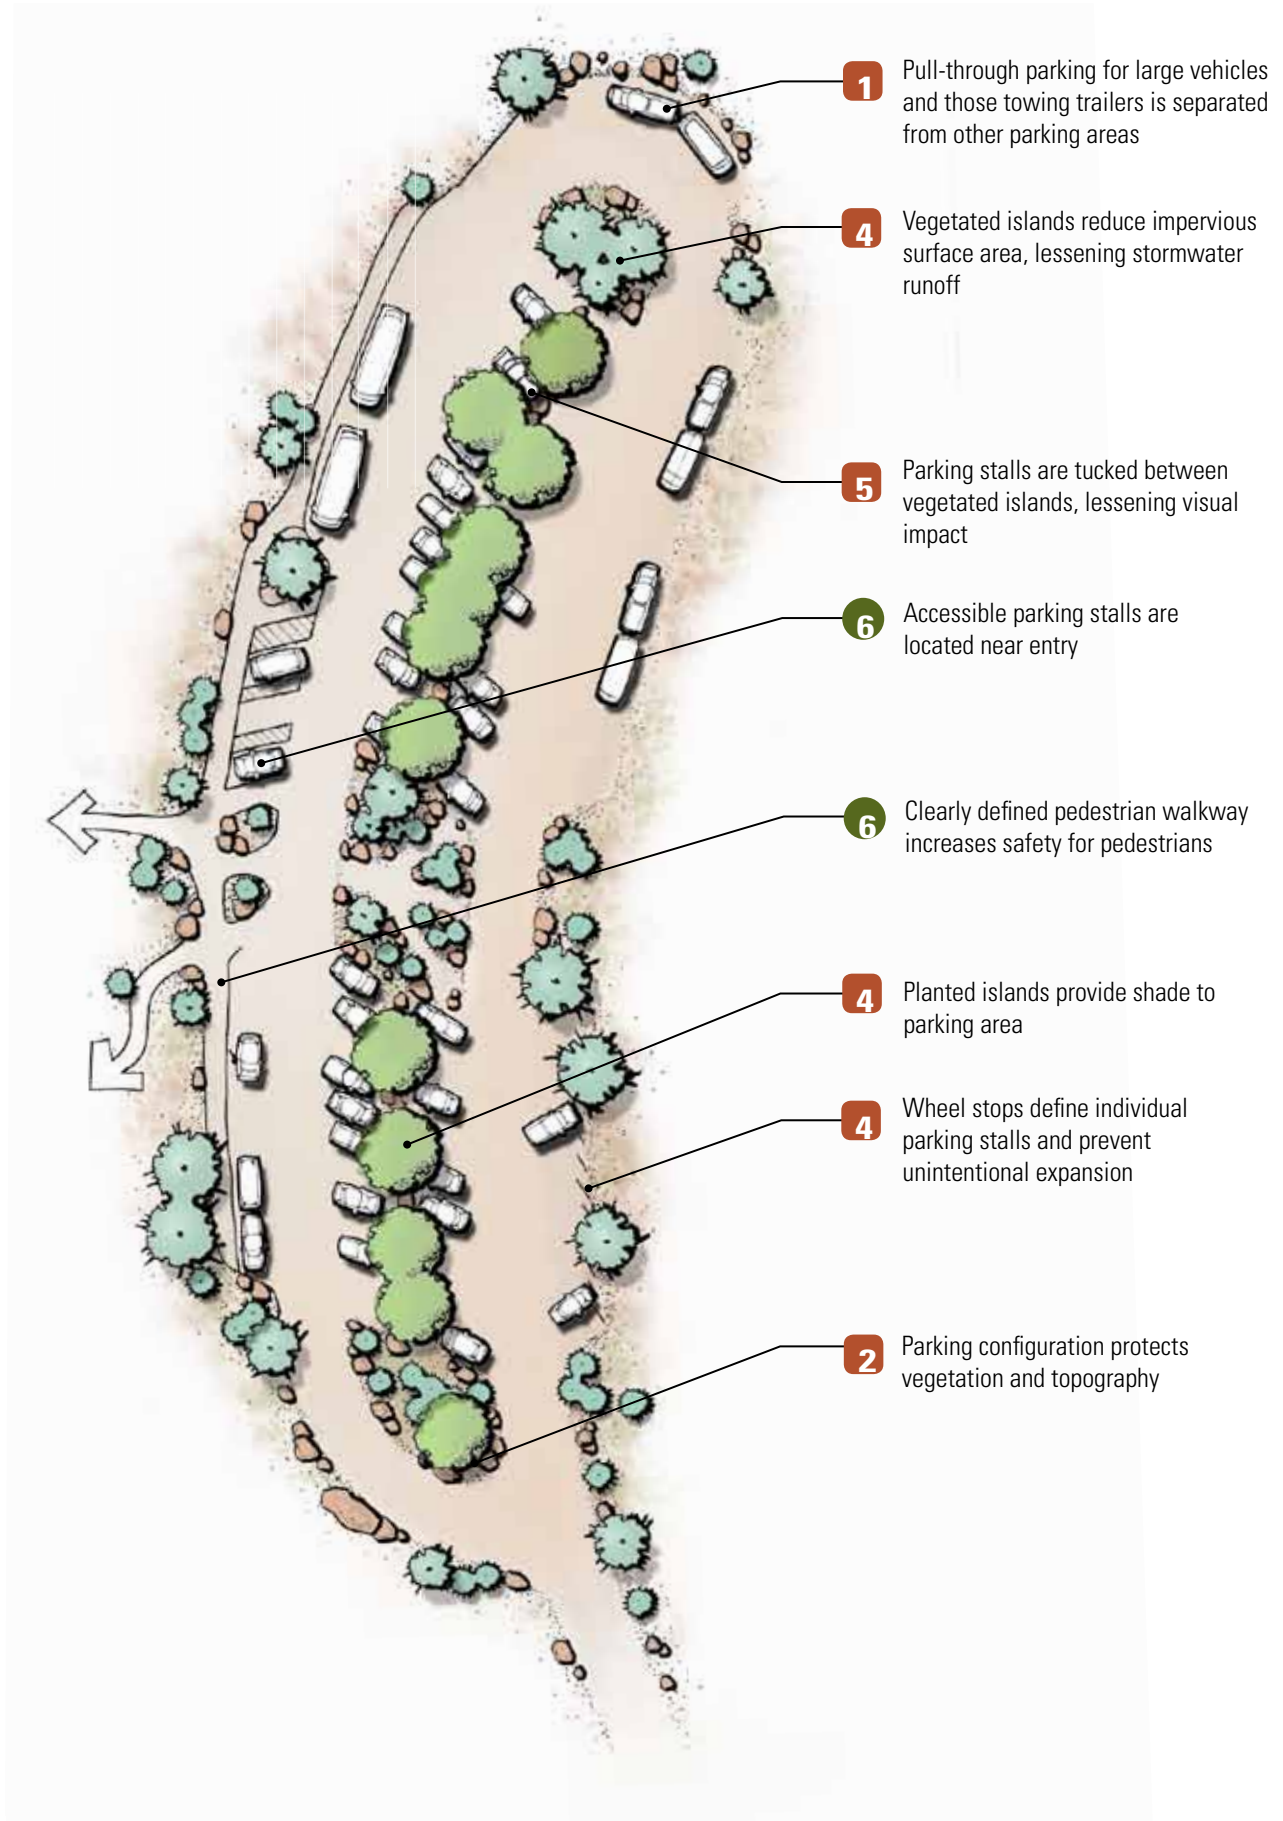 1
Pull-through parking for large vehicles
and those towing trailers is separated
from other parking areas
4
Vegetated islands reduce impervious
surface area, lessening stormwater
runoff
5
Parking stalls are tucked between
vegetated islands, lessening visual
impact
6
Accessible parking stalls are
located near entry
6
Clearly defined pedestrian walkway
increases safety for pedestrians
4
Planted islands provide shade to
parking area
4
Wheel stops define individual
parking stalls and prevent
unintentional expansion
2
Parking configuration protects
vegetation and topography